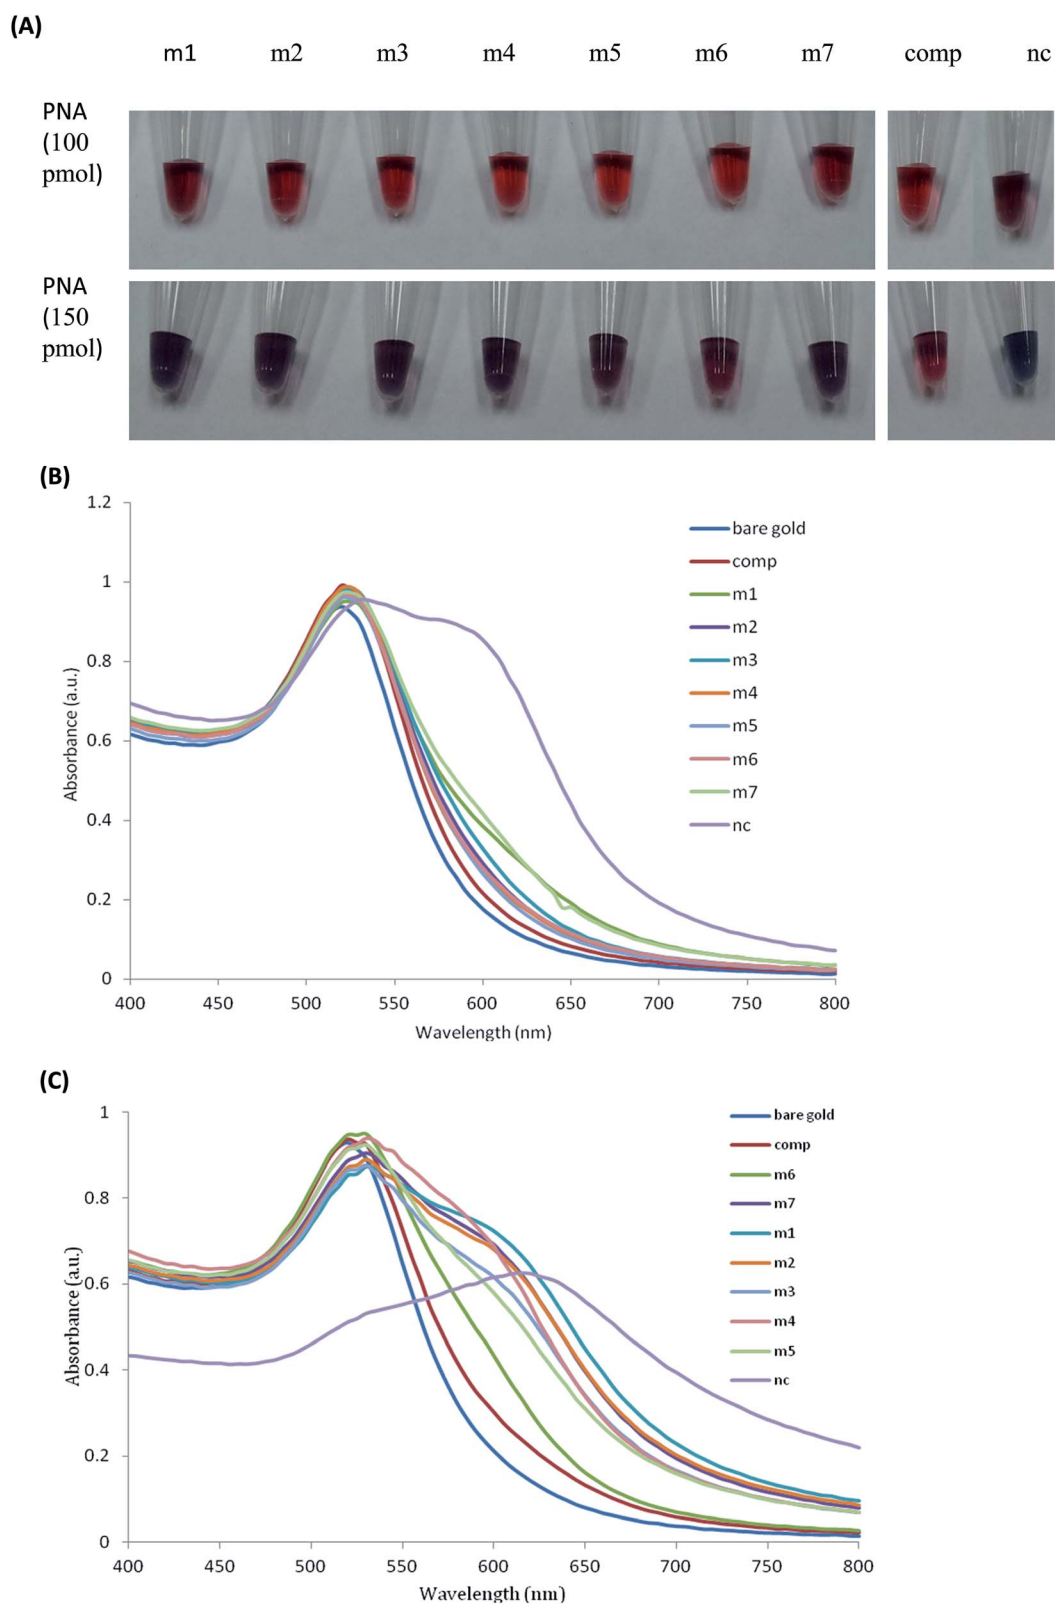 (A)
m1 m2 m3 m4 m5 m6 m7 comp nc
PNA
(100
pmol)
PNA
(150
pmol)
(B)
1.2
1
0.8
0.6
0.4
0.2
0
Absorbance (a.u.)
400 450 500 550 600 650 700 750 800
Wavelength (nm)
bare gold
comp
m1
m2
m3
m4
m5
m6
m7
nc
(C)
1
0.8
0.6
0.4
0.2
0
Absorbance (a.u.)
400 450 500 550 600 650 700 750 800
Wavelength (nm)
bare gold
comp
m6
m7
m1
m2
m3
m4
m5
nc